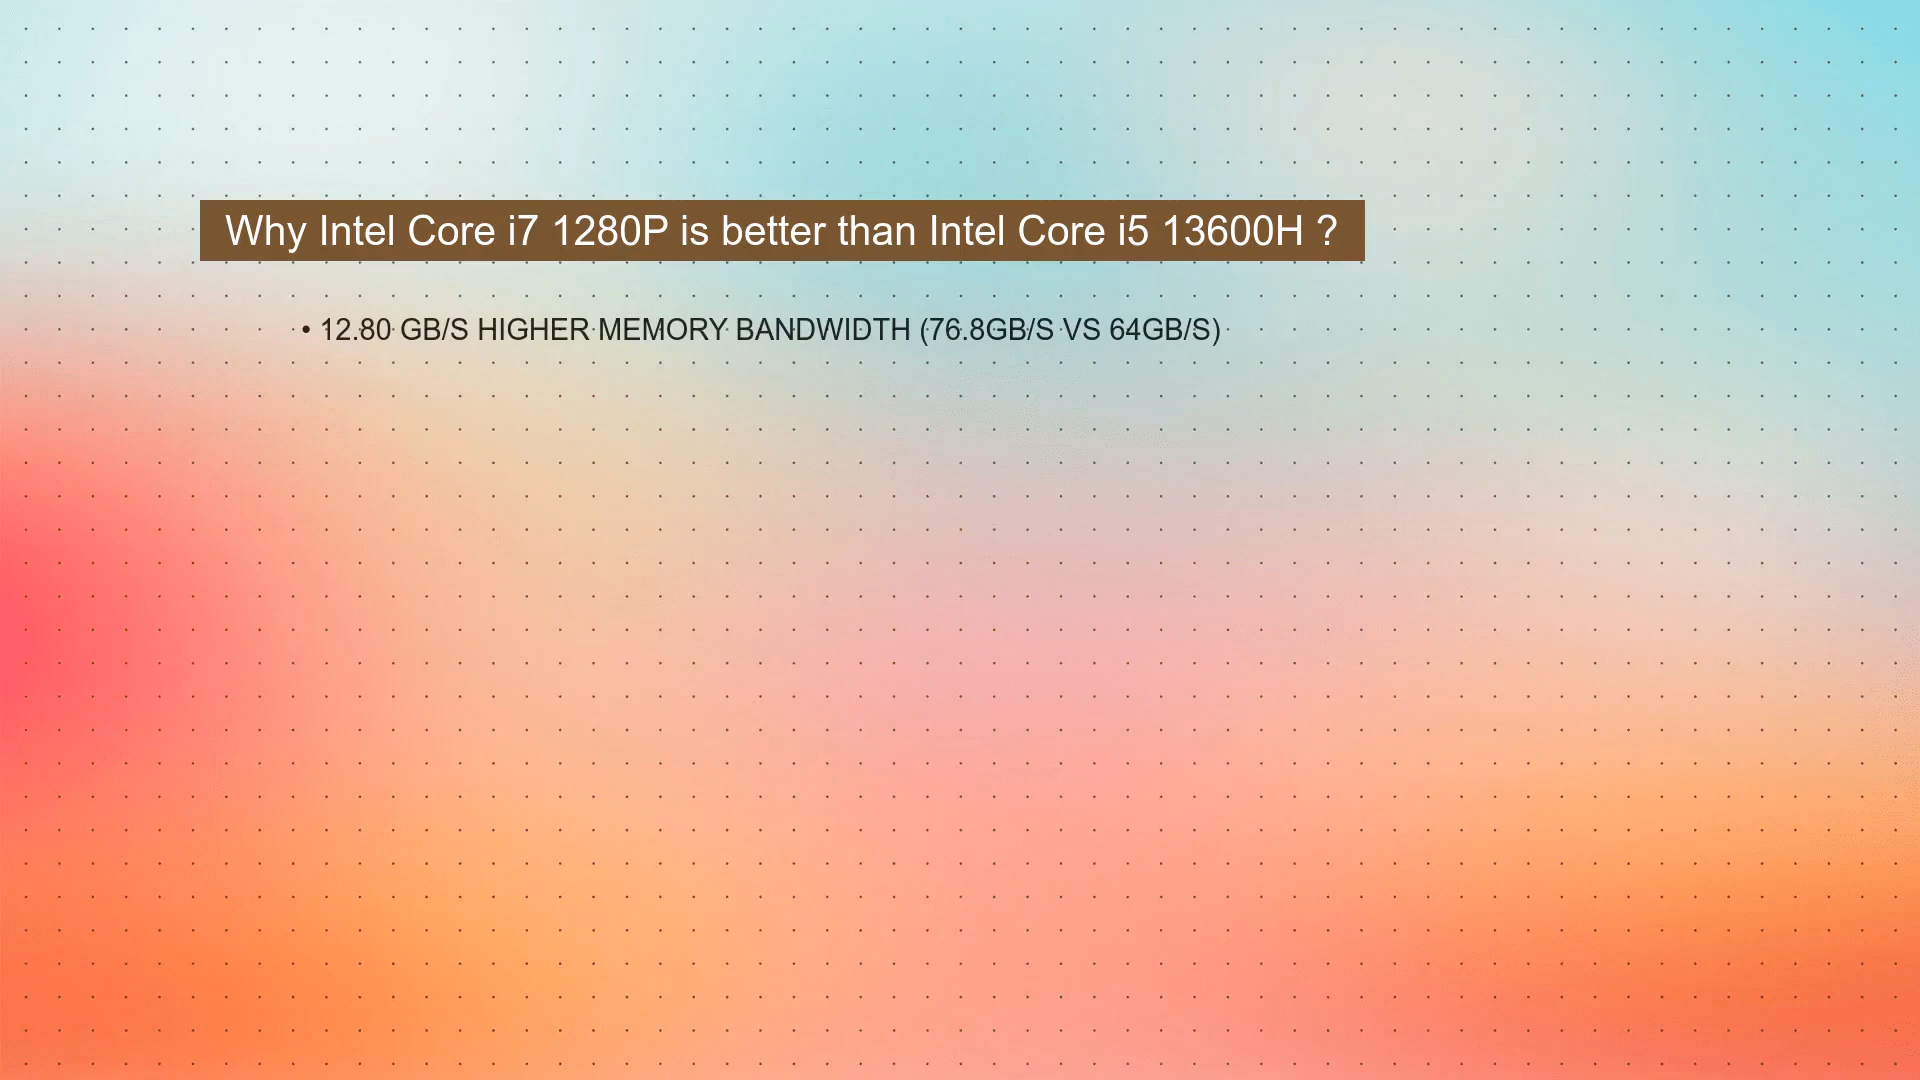 Why Intel Core i7 1280P is better than Intel Core i5 13600H ?
• 12.80 GB/S HIGHER MEMORY BANDWIDTH (76.8GB/S VS 64GB/S)